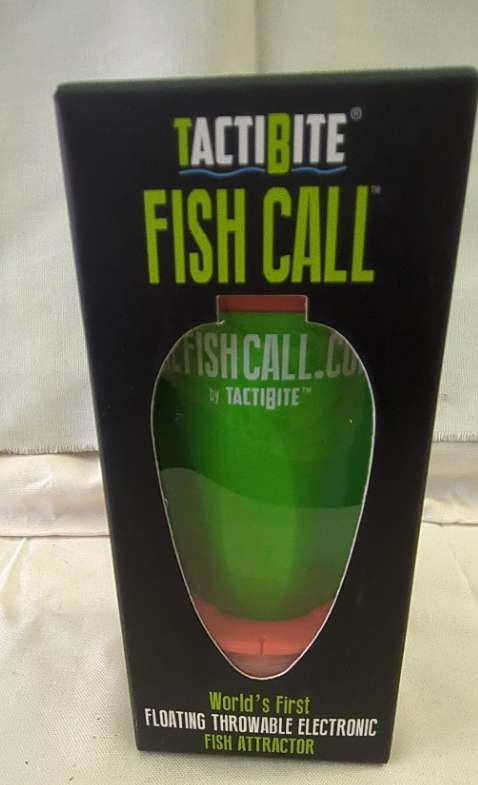 TACTIBITE®
FISH CALL™
FISHCALL.CO
by TACTIBITE™
World's First
FLOATING THROWABLE ELECTRONIC
FISH ATTRACTOR